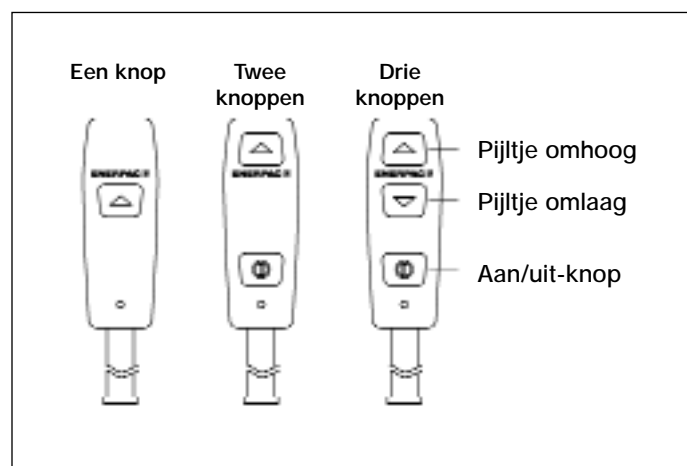 Een knop
Twee
knoppen
Drie
knoppen
ENERPAC
ENERPAC
ENERPAC
Pijltje omhoog
Pijltje omlaag
Aan/uit-knop